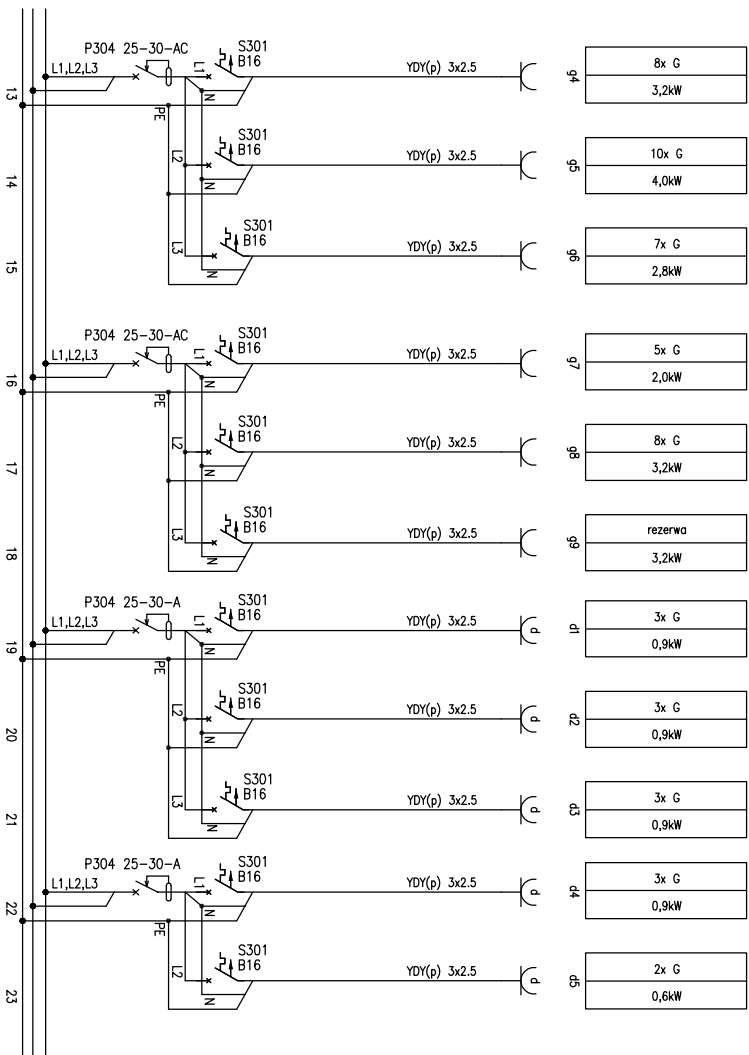 P304 25-30-AC
S301
B16
L1,L2,L3
L1
N
PE
YDY(p) 3x2.5
g4
8x G
3,2kW
13
S301
B16
L2
N
YDY(p) 3x2.5
g5
10x G
4,0kW
14
S301
B16
L3
N
YDY(p) 3x2.5
g6
7x G
2,8kW
15
P304 25-30-AC
S301
B16
L1,L2,L3
L1
N
PE
YDY(p) 3x2.5
g7
5x G
2,0kW
16
S301
B16
L2
N
YDY(p) 3x2.5
g8
8x G
3,2kW
17
S301
B16
L3
N
YDY(p) 3x2.5
g9
rezerwa
3,2kW
18
P304 25-30-A
S301
B16
L1,L2,L3
L1
N
PE
YDY(p) 3x2.5
d
d1
3x G
0,9kW
19
S301
B16
L2
N
YDY(p) 3x2.5
d
d2
3x G
0,9kW
20
S301
B16
L3
N
YDY(p) 3x2.5
d
d3
3x G
0,9kW
21
P304 25-30-A
S301
B16
L1,L2,L3
L1
N
PE
YDY(p) 3x2.5
d
d4
3x G
0,9kW
22
S301
B16
L2
N
YDY(p) 3x2.5
d
d5
2x G
0,6kW
23